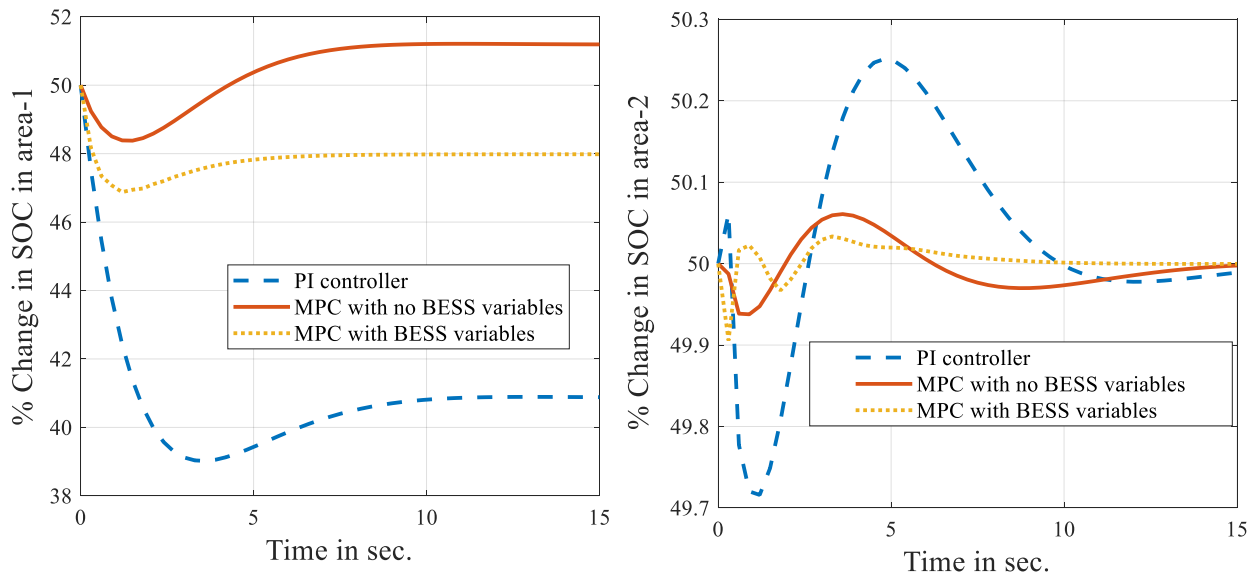 % Change in SOC in area-1
52
50
48
46
44
42
40
38
0
5
10
15
Time in sec.
PI controller
MPC with no BESS variables
MPC with BESS variables
% Change in SOC in area-2
50.3
50.2
50.1
50
49.9
49.8
49.7
0
5
10
15
Time in sec.
PI controller
MPC with no BESS variables
MPC with BESS variables